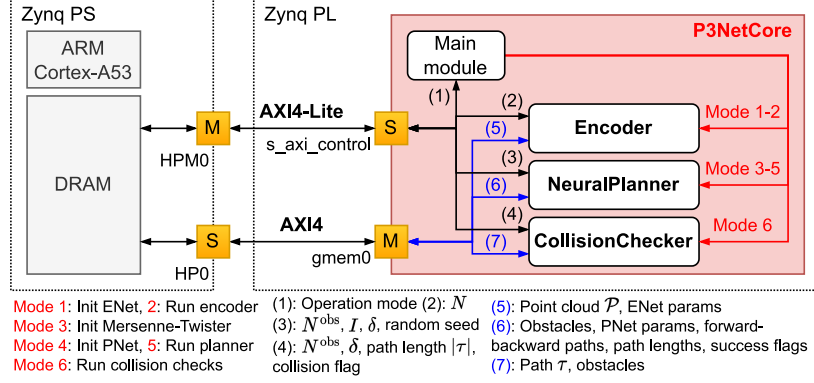 Zynq PS
Zynq PL
P3NetCore
ARM
Cortex-A53
Main
module
(1)
(2)
AXI4-Lite
Mode 1-2
M
S
(5)
Encoder
HPM0
s_axi_control
(3)
DRAM
Mode 3-5
(6)
NeuralPlanner
(4)
AXI4
Mode 6
S
M
(7)
CollisionChecker
HP0
gmem0
Mode 1: Init ENet, 2: Run encoder
Mode 3: Init Mersenne-Twister
Mode 4: Init PNet, 5: Run planner
Mode 6: Run collision checks
(1): Operation mode (2): N
(3): N^obs, I, δ, random seed
(4): N^obs, δ, path length |τ|,
collision flag
(5): Point cloud 𝒫, ENet params
(6): Obstacles, PNet params, forward-
backward paths, path lengths, success flags
(7): Path τ, obstacles